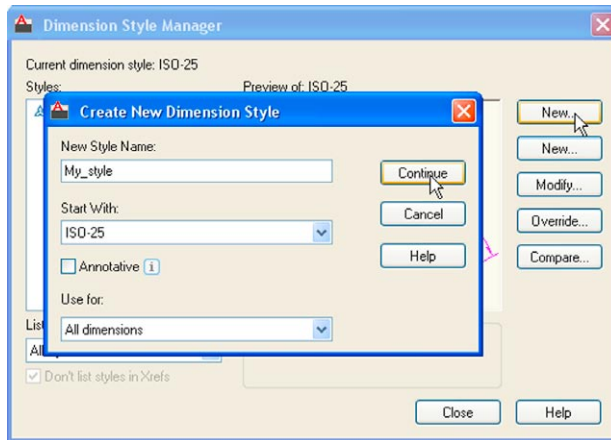 Dimension Style Manager
Current dimension style: ISO-25
Styles:
Preview of: ISO-25
Create New Dimension Style
New Style Name:
My_style
Start With:
ISO-25
Annotative
Use for:
All dimensions
Continue
Cancel
Help
New...
New...
Modify...
Override...
Compare...
Don't list styles in Xrefs
Close
Help